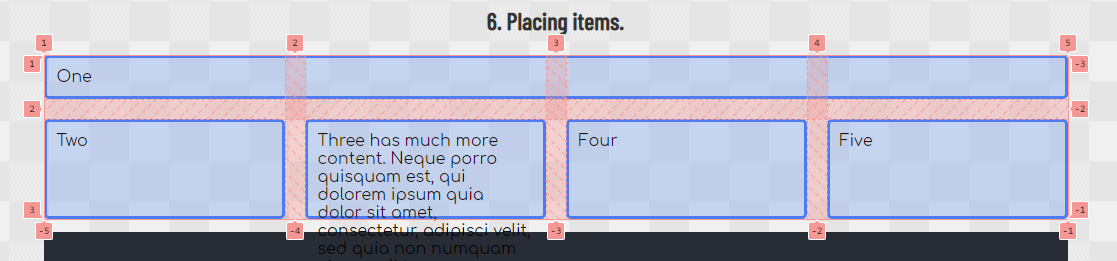 6. Placing items.
1 2 3 4 5
1 One -3
2 -2
Two Three has much more Four Five
content. Neque porro
quisquam est, qui
dolorem ipsum quia
3 dolor sit amet, -1
-5 -4 consectetur, adipisci velit, -3 -2 -1
sed quia non numquam